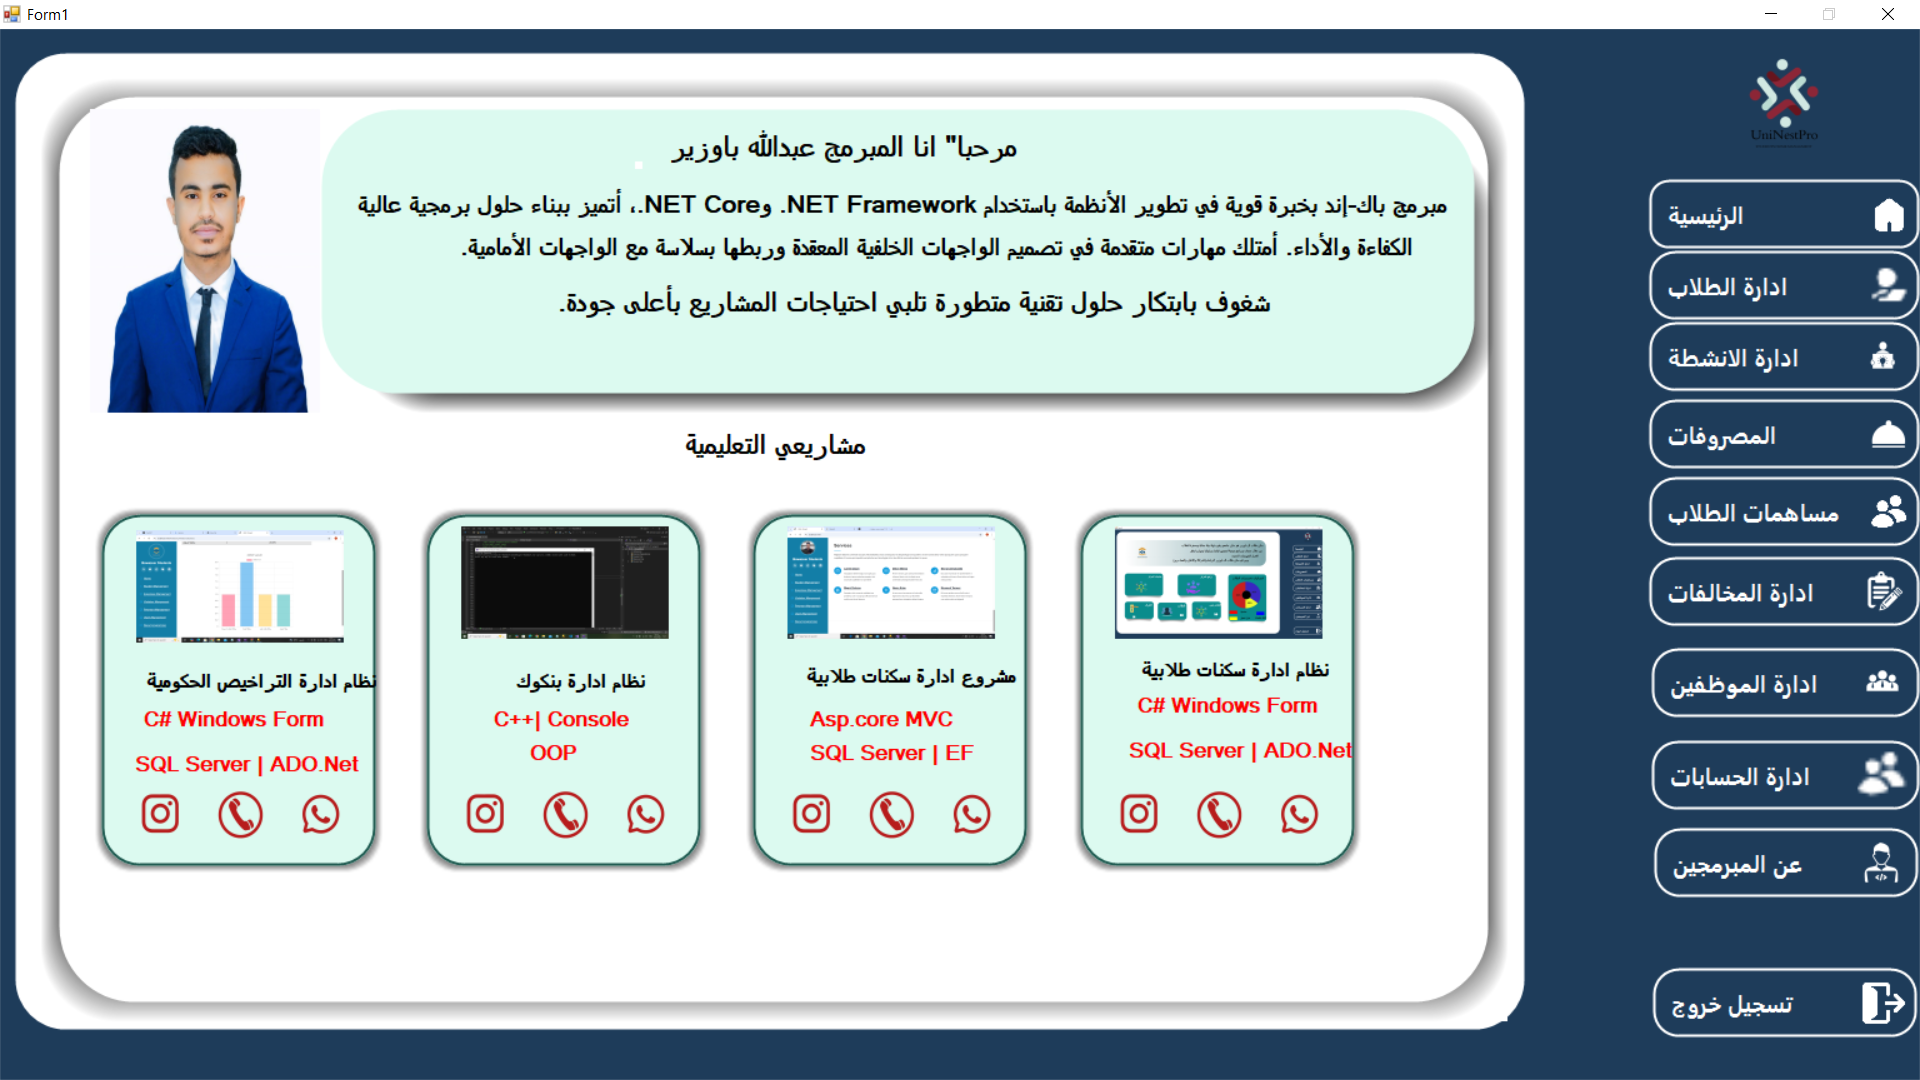 Form1
UniNestPro
مرحبا" انا المبرمج عبدالله باوزير
مبرمج باك-إند بخبرة قوية في تطوير الأنظمة باستخدام NET Framework. وNET Core.، أتميز ببناء حلول برمجية عالية
الكفاءة والأداء. أمتلك مهارات متقدمة في تصميم الواجهات الخلفية المعقدة وربطها بسلاسة مع الواجهات الأمامية.
شغوف بابتكار حلول تقنية متطورة تلبي احتياجات المشاريع بأعلى جودة.
مشاريعي التعليمية
نظام ادارة سكنات طلابية
C# Windows Form
SQL Server | ADO.Net
مشروع ادارة سكنات طلابية
Asp.core MVC
SQL Server | EF
نظام ادارة بنكوك
C++| Console
OOP
نظام ادارة التراخيص الحكومية
C# Windows Form
SQL Server | ADO.Net
الرئيسية
ادارة الطلاب
ادارة الانشطة
المصروفات
مساهمات الطلاب
ادارة المخالفات
ادارة الموظفين
ادارة الحسابات
عن المبرمجين
تسجيل خروج